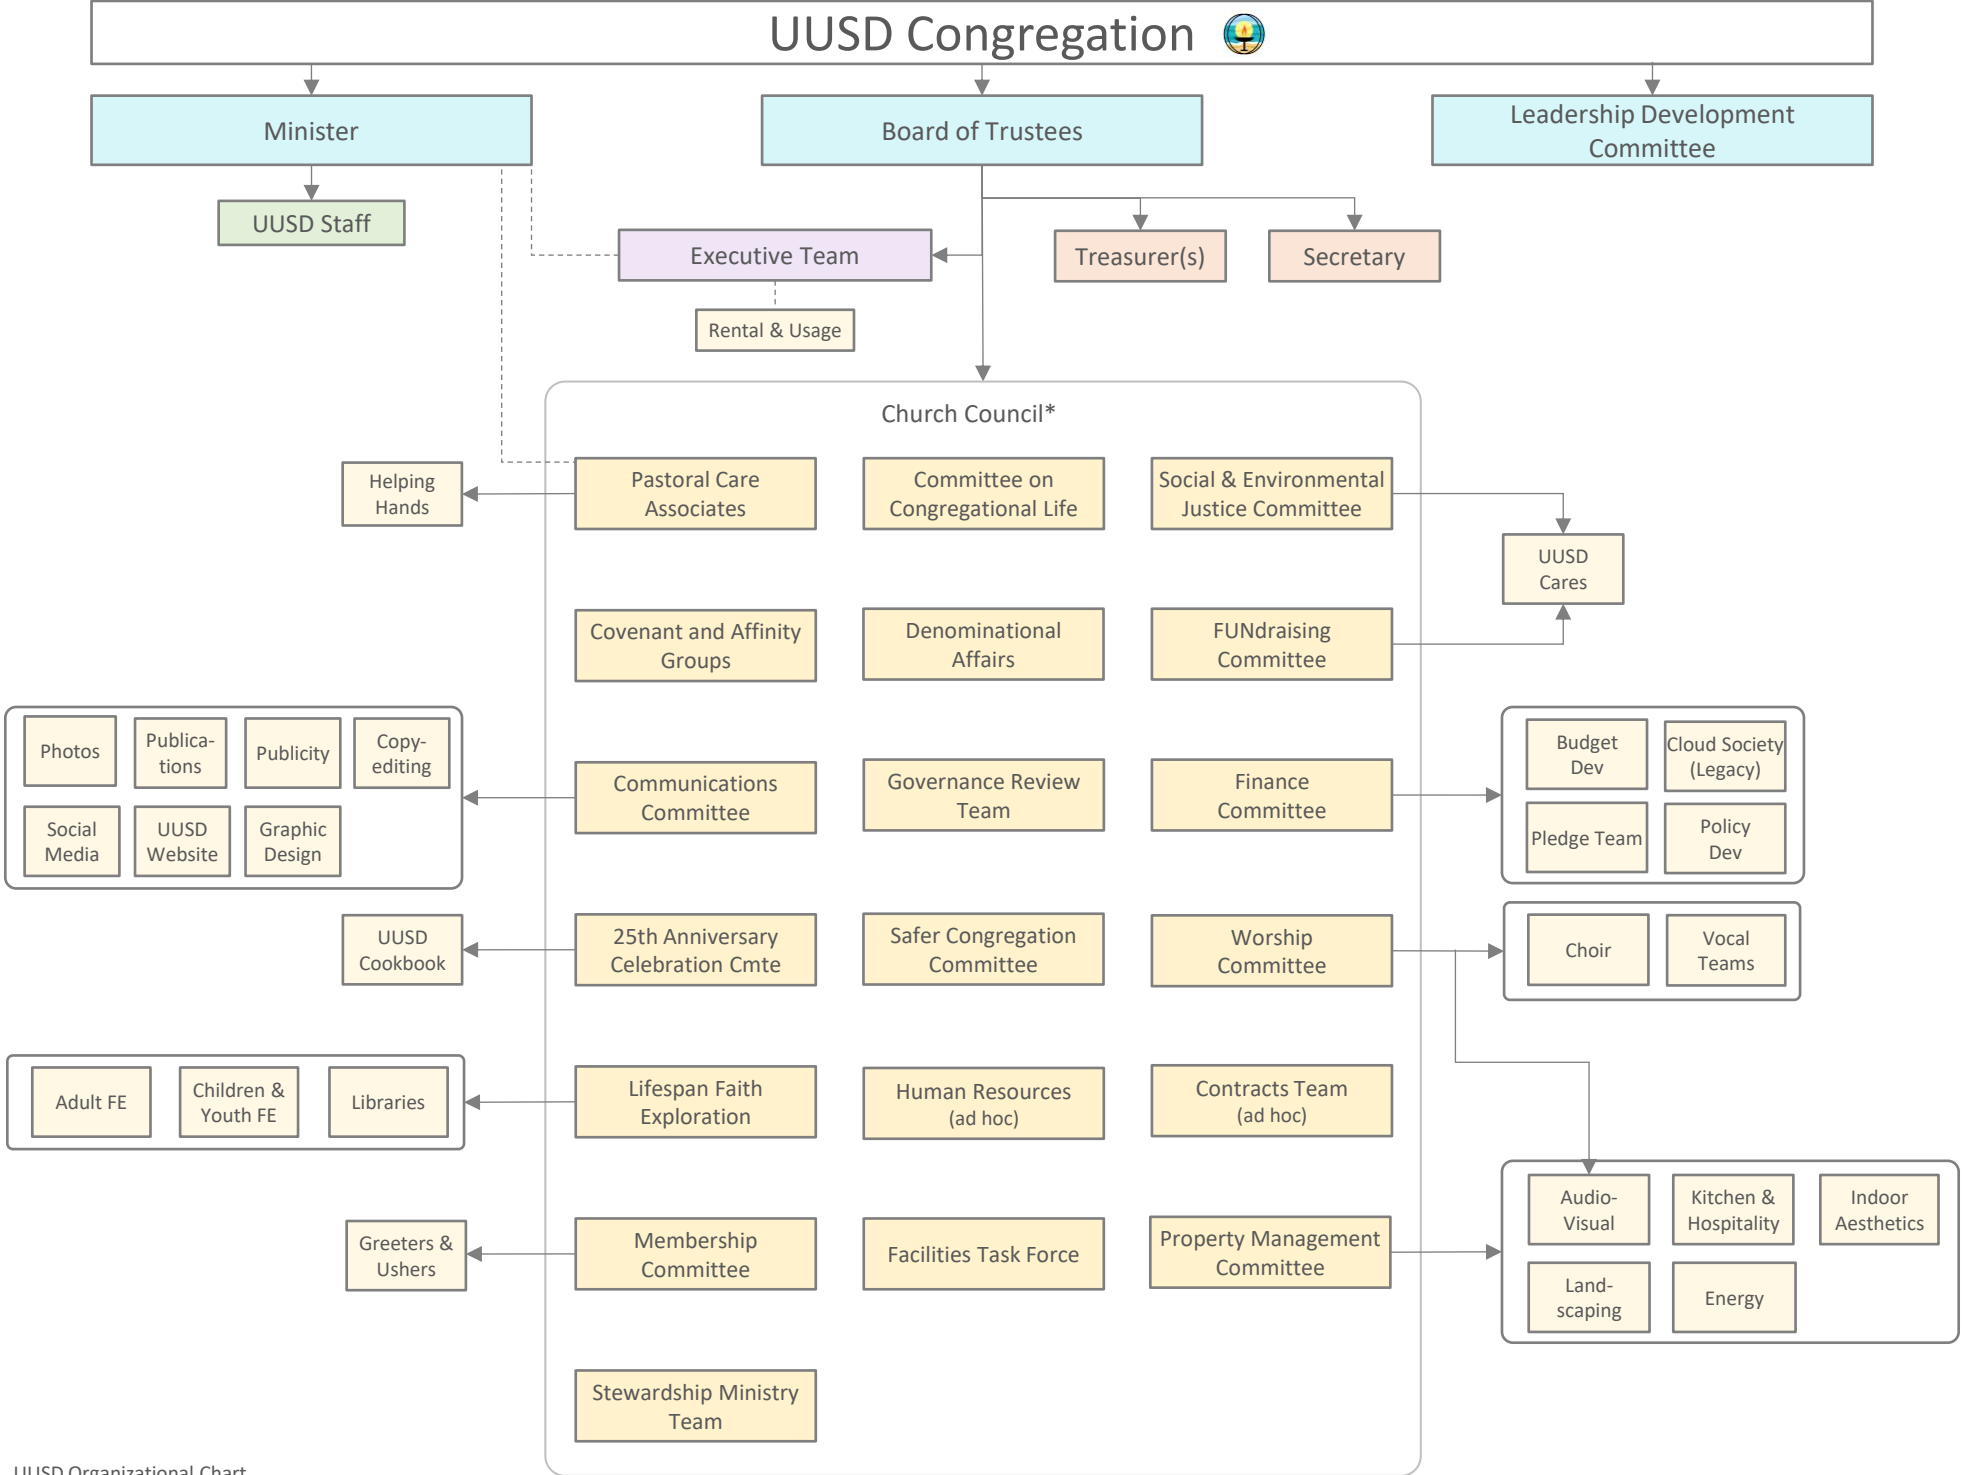 UUSD Congregation
Minister
Board of Trustees
Leadership Development
Committee
UUSD Staff
Executive Team
Treasurer(s)
Secretary
Rental & Usage
Church Council*
Helping
Hands
Pastoral Care
Associates
Committee on
Congregational Life
Social & Environmental
Justice Committee
UUSD
Cares
Covenant and Affinity
Groups
Denominational
Affairs
FUNdraising
Committee
Photos
Publica-
tions
Publicity
Copy-
editing
Social
Media
UUSD
Website
Graphic
Design
Communications
Committee
Governance Review
Team
Finance
Committee
Budget
Dev
Cloud Society
(Legacy)
Pledge Team
Policy
Dev
UUSD
Cookbook
25th Anniversary
Celebration Cmte
Safer Congregation
Committee
Worship
Committee
Choir
Vocal
Teams
Adult FE
Children &
Youth FE
Libraries
Lifespan Faith
Exploration
Human Resources
(ad hoc)
Contracts Team
(ad hoc)
Greeters &
Ushers
Membership
Committee
Facilities Task Force
Property Management
Committee
Audio-
Visual
Kitchen &
Hospitality
Indoor
Aesthetics
Land-
scaping
Energy
Stewardship Ministry
Team
UUSD Organizational Chart